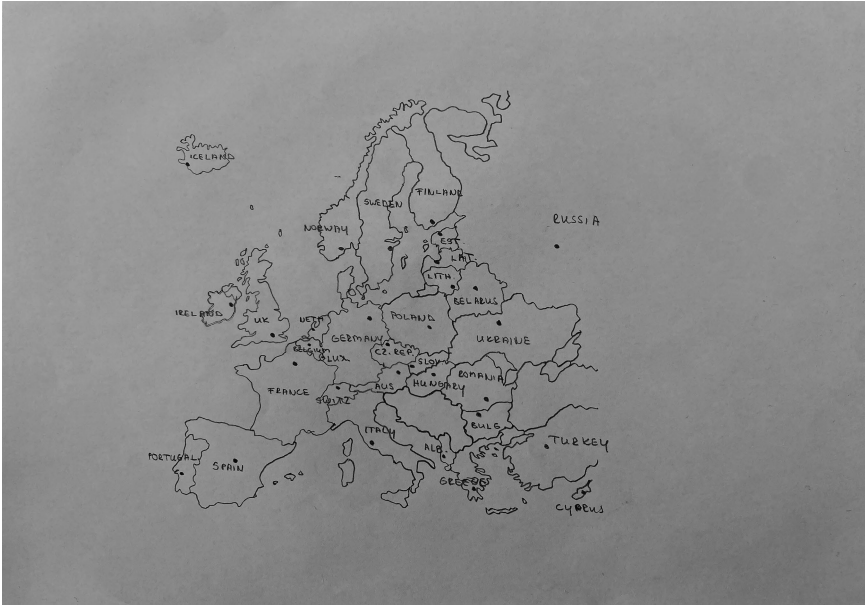 ICELAND
FINLAND
SWEDEN
RUSSIA
NORWAY
EST.
LAT.
LITH.
BELARUS
IRELAND
UK
NETH
POLAND
GERMANY
UKRAINE
BELGIUM
LUX
CZ.REP.
SLOV
FRANCE
SWITZ
AUS
HUNGARY
ROMANIA
BULG
ITALY
ALB.
TURKEY
PORTUGAL
SPAIN
GREECE
CYPRUS